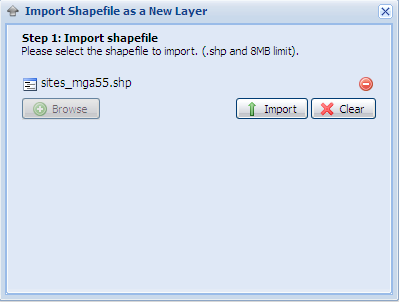 Import Shapefile as a New Layer
Step 1: Import shapefile
Please select the shapefile to import. (.shp and 8MB limit).
sites_mga55.shp
Browse
Import
Clear